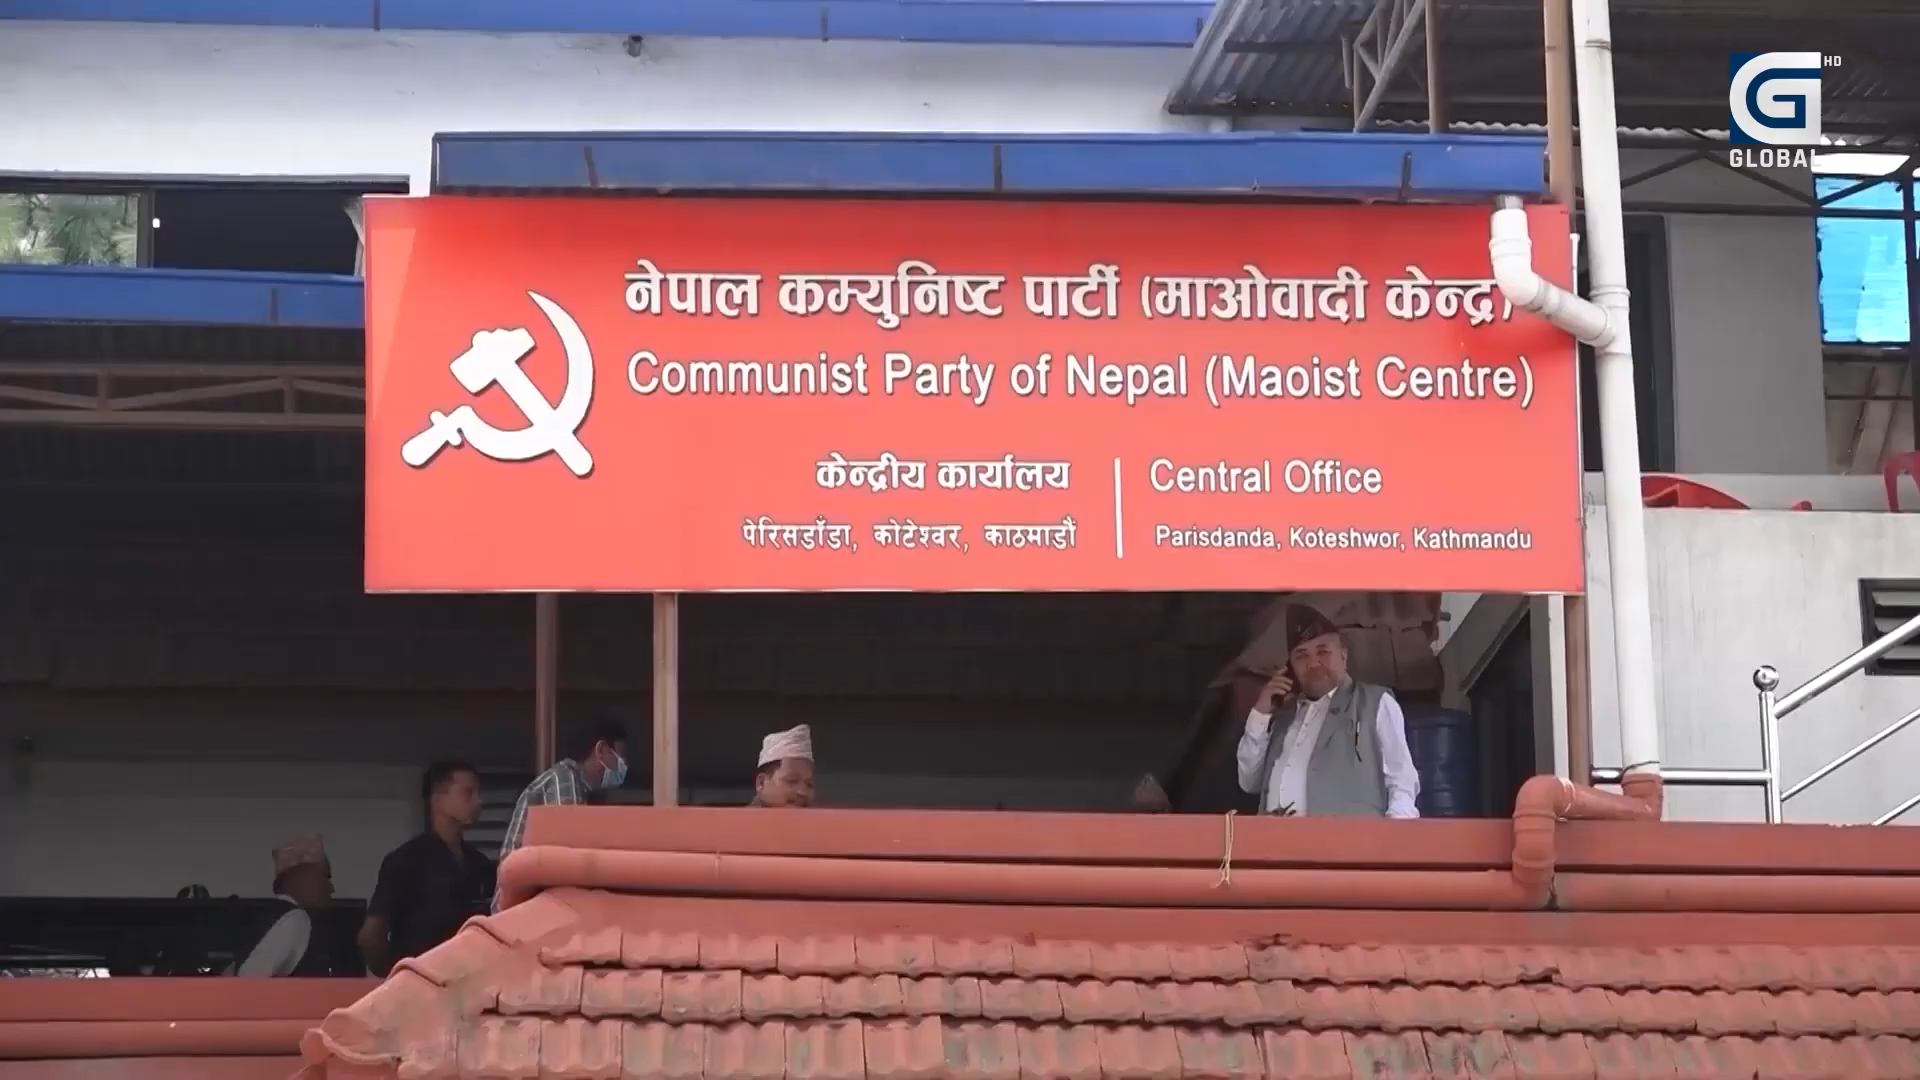 HD
GLOBAL
नेपाल कम्युनिष्ट पार्टी (माओवादी केन्द्र)
Communist Party of Nepal (Maoist Centre)
केन्द्रीय कार्यालय
पेरिसडाँडा, कोटेश्वर, काठमाडौं
Central Office
Parisdanda, Koteshwor, Kathmandu